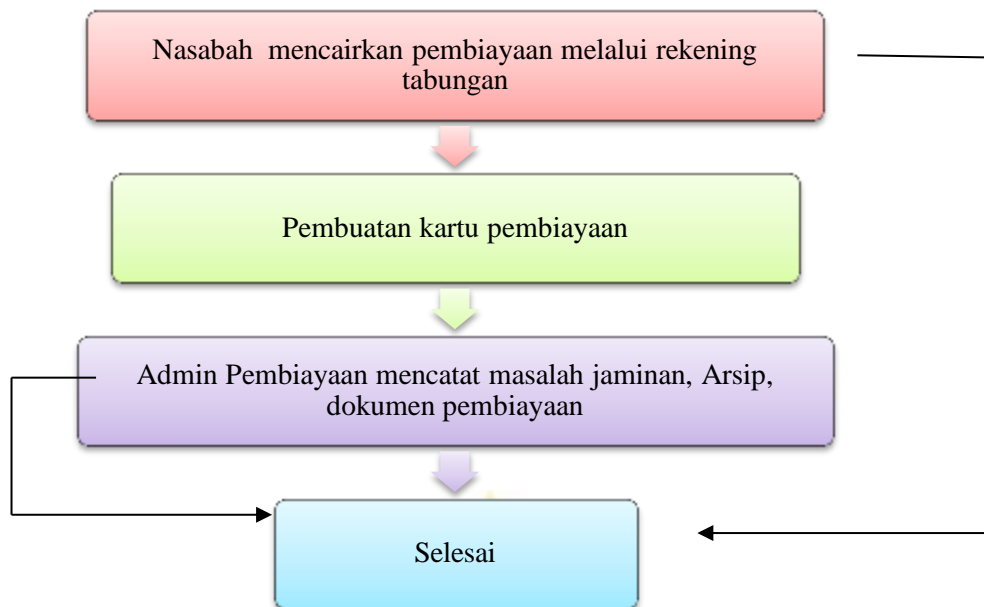 Nasabah  mencairkan pembiayaan melalui rekening
tabungan
Pembuatan kartu pembiayaan
Admin Pembiayaan mencatat masalah jaminan, Arsip,
dokumen pembiayaan
Selesai